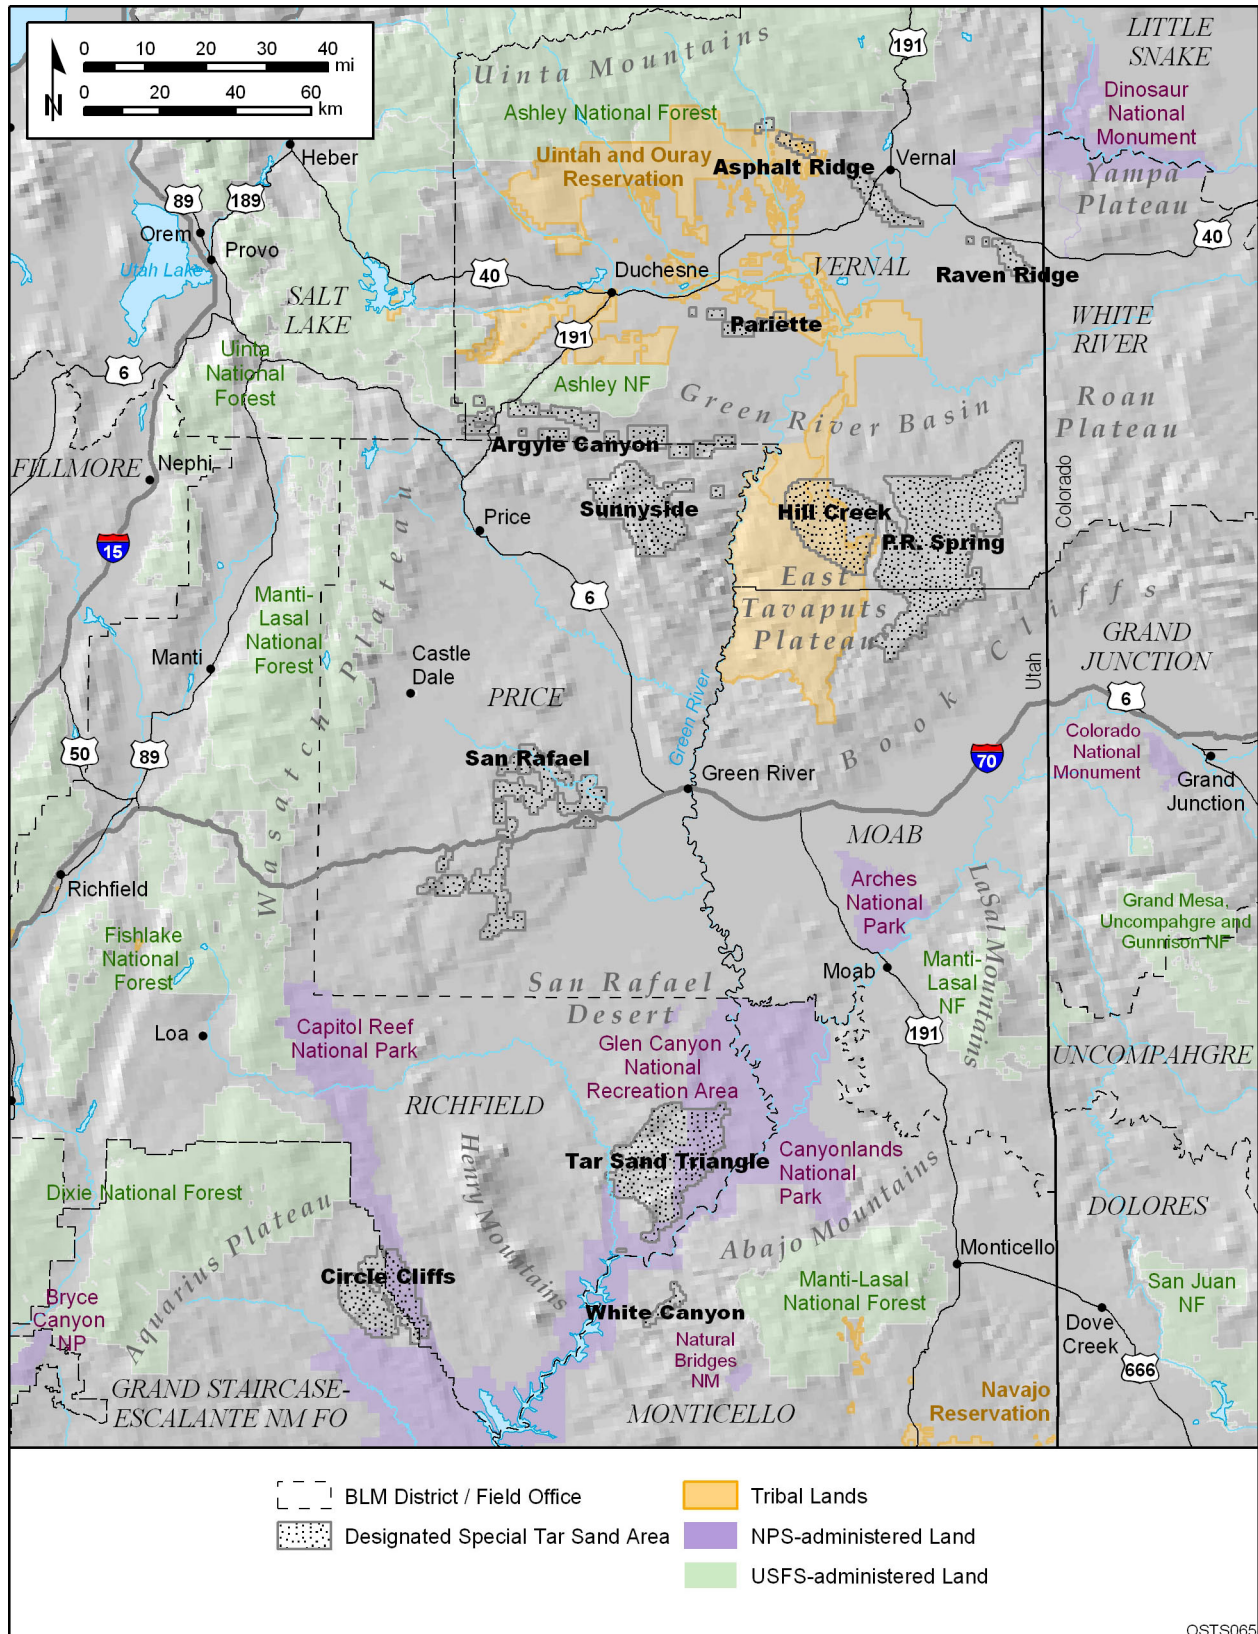 0 10 20 30 40
mi
0 20 40 60
km
N
191
LITTLE
SNAKE
Uinta Mountains
Ashley National Forest
Dinosaur
National
Monument
Heber
Uintah and Ouray
Reservation
Asphalt Ridge
Vernal
Yampa
Plateau
89
189
Orem
Provo
Utah Lake
40
40
Duchesne
VERNAL
Raven Ridge
SALT
LAKE
191
Pariette
WHITE
RIVER
6
Uinta
National
Forest
Ashley NF
Green River Basin
Roan
Plateau
Argyle Canyon
FILLMORE
Nephi
Colorado
Sunnyside
Hill Creek
Price
P.R. Spring
15
East
Tavaputs
Plateau
6
Manti-
Lasal
National
Forest
Wasatch Plateau
Book Cliffs
GRAND
JUNCTION
Manti
Castle
Dale
Utah
PRICE
6
Green River
50
89
San Rafael
Colorado
National
Monument
70
Green River
Grand
Junction
MOAB
Richfield
Arches
National
Park
LaSal Mountains
Grand Mesa,
Uncompahgre and
Gunnison NF
Fishlake
National
Forest
Manti-
Lasal
NF
Moab
San Rafael
Desert
Capitol Reef
National Park
Loa
Glen Canyon
National
Recreation Area
191
UNCOMPAHGRE
RICHFIELD
Henry Mountains
Tar Sand Triangle
Canyonlands
National
Park
Dixie National Forest
Abajo Mountains
DOLORES
Aquarius Plateau
Monticello
Circle Cliffs
Manti-Lasal
National Forest
San Juan
NF
Bryce
Canyon
NP
White Canyon
Dove
Creek
Natural
Bridges
NM
666
GRAND STAIRCASE-
ESCALANTE NM FO
MONTICELLO
Navajo
Reservation
BLM District / Field Office
Tribal Lands
Designated Special Tar Sand Area
NPS-administered Land
USFS-administered Land
OSTS065